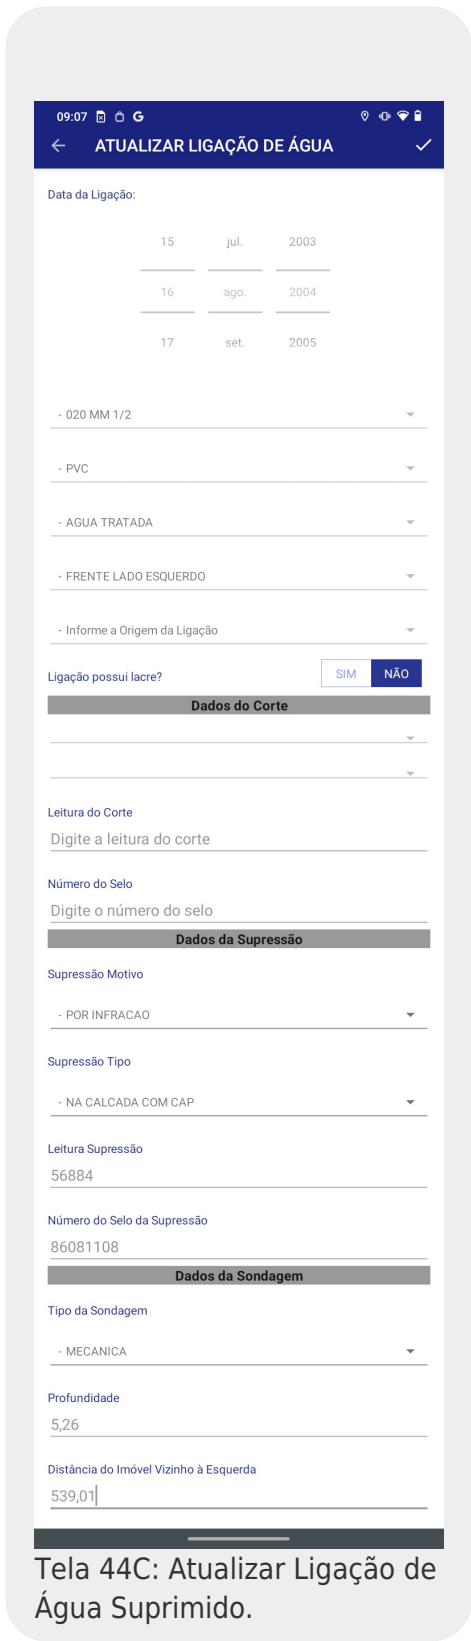 09:07
ATUALIZAR LIGAÇÃO DE ÁGUA
Data da Ligação:
15 jul. 2003
16 ago. 2004
17 set. 2005
- 020 MM 1/2
- PVC
- AGUA TRATADA
- FRENTE LADO ESQUERDO
- Informe a Origem da Ligação
Ligação possui lacre? SIM NÃO
Dados do Corte
Leitura do Corte
Digite a leitura do corte
Número do Selo
Digite o número do selo
Dados da Supressão
Supressão Motivo
- POR INFRACAO
Supressão Tipo
- NA CALCADA COM CAP
Leitura Supressão
56884
Número do Selo da Supressão
86081108
Dados da Sondagem
Tipo da Sondagem
- MECANICA
Profundidade
5,26
Distância do Imóvel Vizinho à Esquerda
539,01
Tela 44C: Atualizar Ligação de
Água Suprimido.